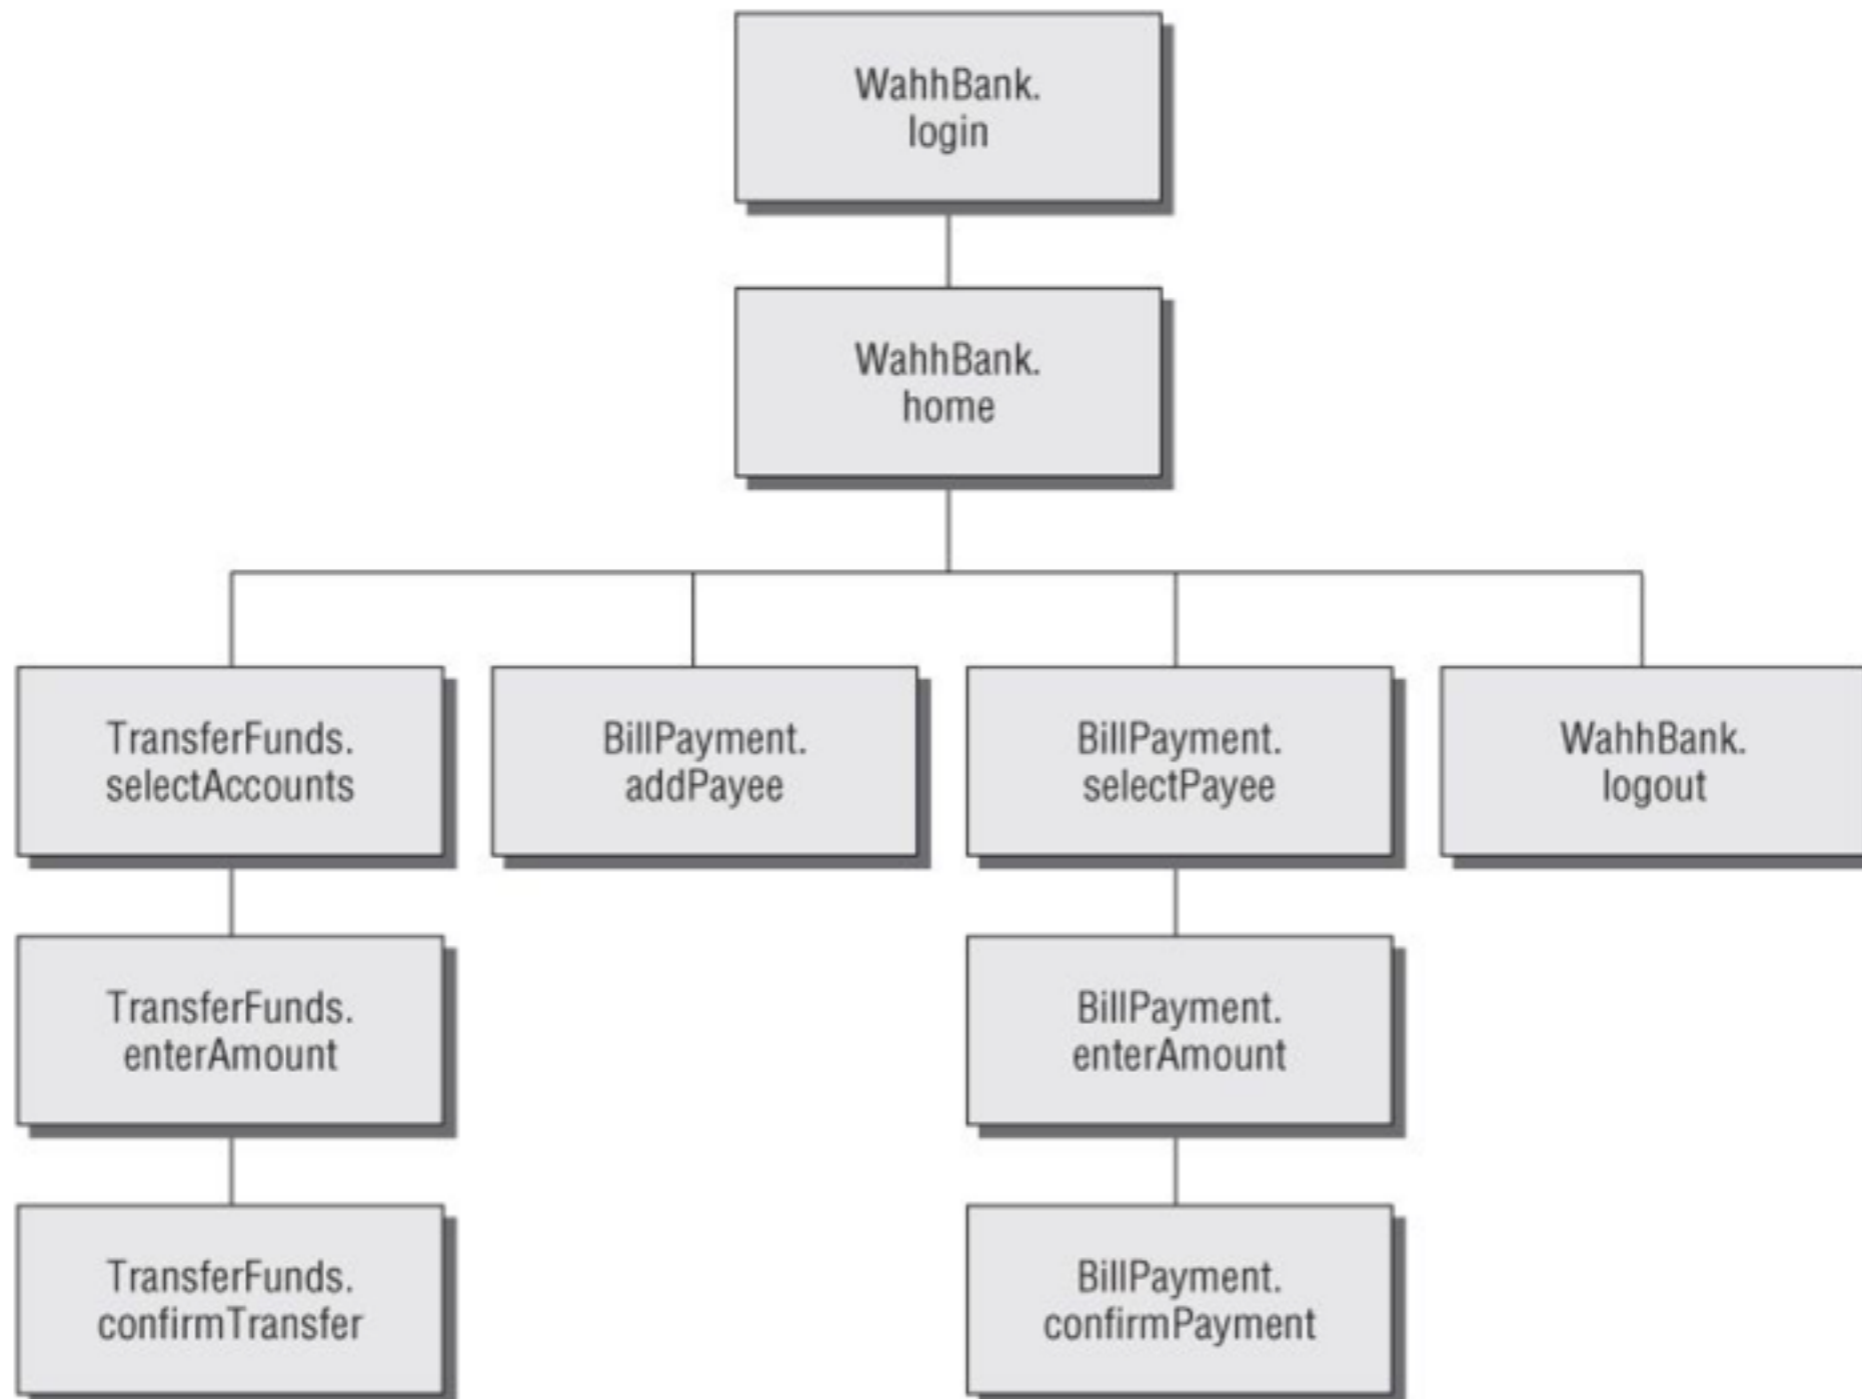 WahhBank.
login
WahhBank.
home
TransferFunds.
selectAccounts
BillPayment.
addPayee
BillPayment.
selectPayee
WahhBank.
logout
TransferFunds.
enterAmount
BillPayment.
enterAmount
TransferFunds.
confirmTransfer
BillPayment.
confirmPayment